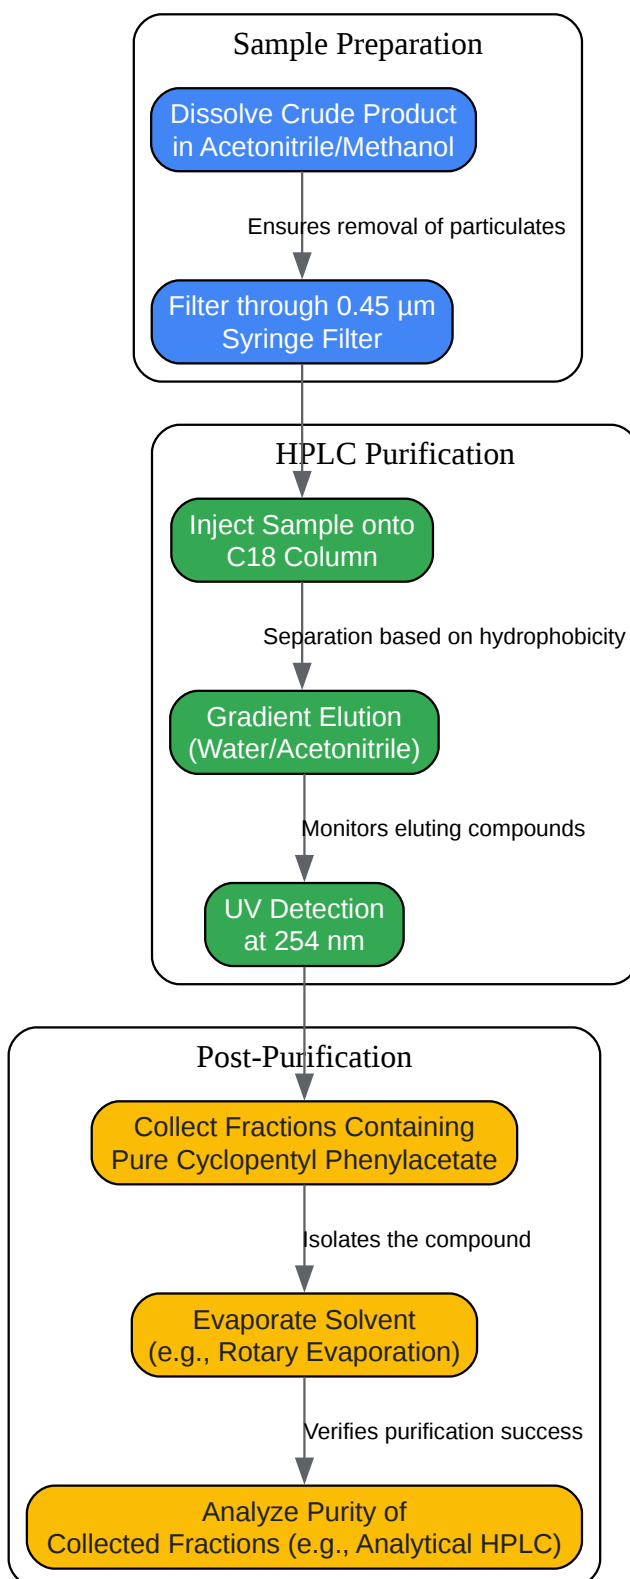 Sample Preparation
Dissolve Crude Product
in Acetonitrile/Methanol
Ensures removal of particulates
Filter through 0.45 µm
Syringe Filter
HPLC Purification
Inject Sample onto
C18 Column
Separation based on hydrophobicity
Gradient Elution
(Water/Acetonitrile)
Monitors eluting compounds
UV Detection
at 254 nm
Post-Purification
Collect Fractions Containing
Pure Cyclopentyl Phenylacetate
Isolates the compound
Evaporate Solvent
(e.g., Rotary Evaporation)
Verifies purification success
Analyze Purity of
Collected Fractions (e.g., Analytical HPLC)